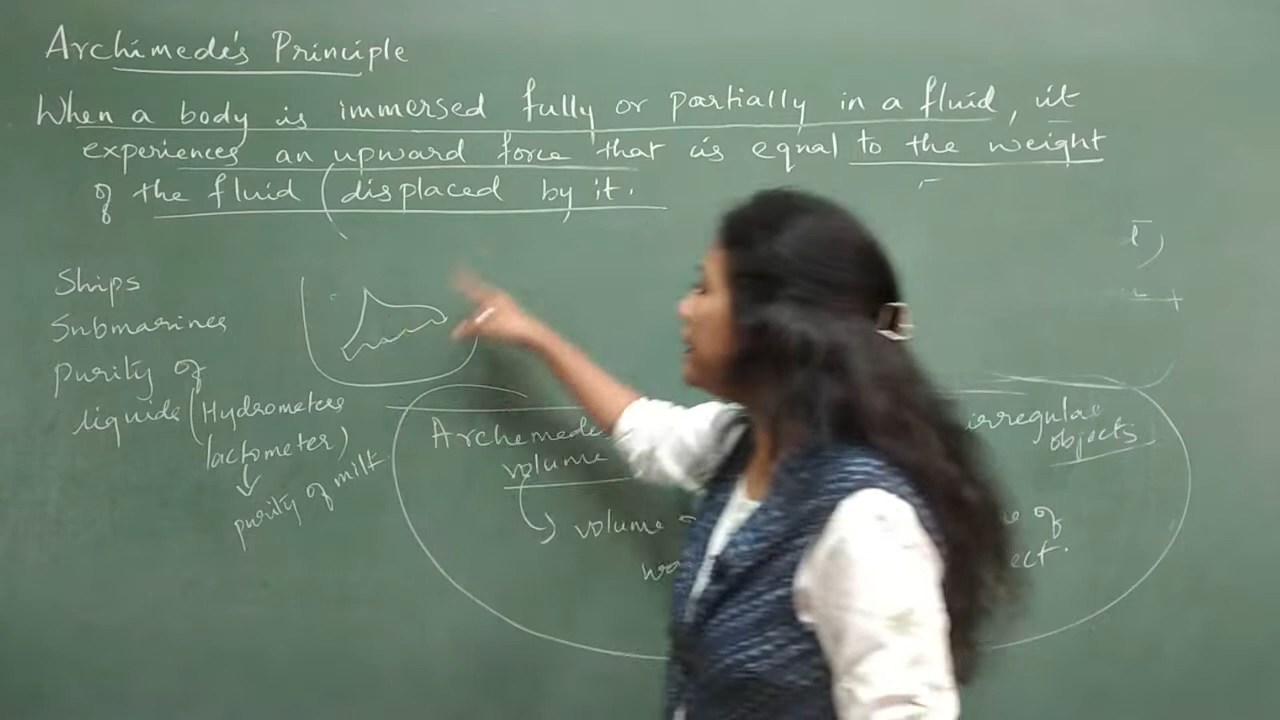 Archimede's Principle
When a body is immersed fully or partially in a fluid, it
experiences an upward force that is equal to the weight
of the fluid (displaced by it.
Ships
Submarines
purity of
liquids (Hydrometers
lactometer)
purity of milk
Archemede
volume
irregular
objects
volume
of